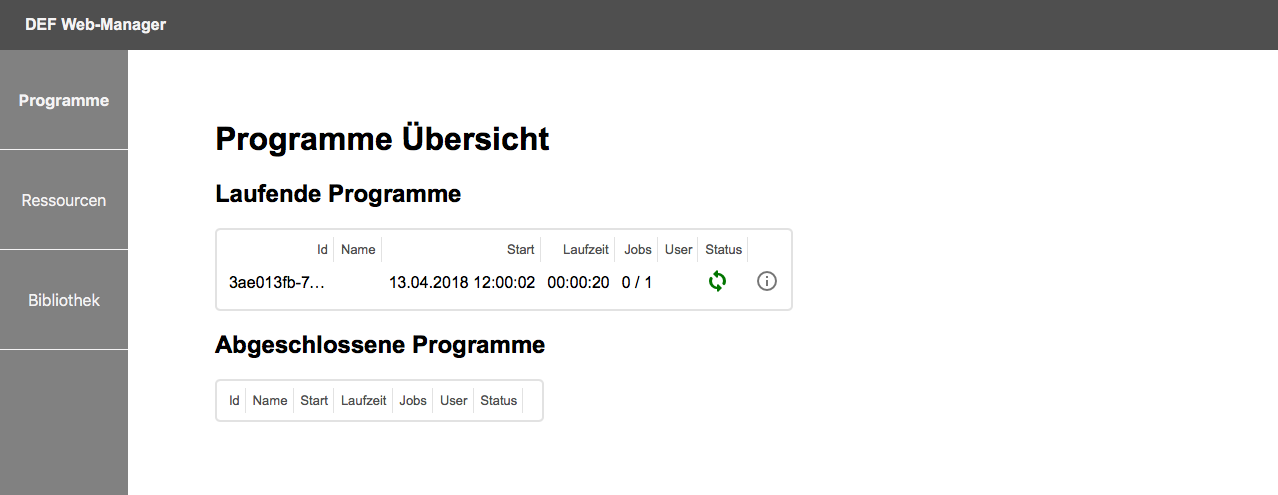 DEF Web-Manager
Programme
Ressourcen
Bibliothek
Programme Übersicht
Laufende Programme
Id Name Start Laufzeit Jobs User Status
3ae013fb-7… 13.04.2018 12:00:02 00:00:20 0 / 1
Abgeschlossene Programme
Id Name Start Laufzeit Jobs User Status